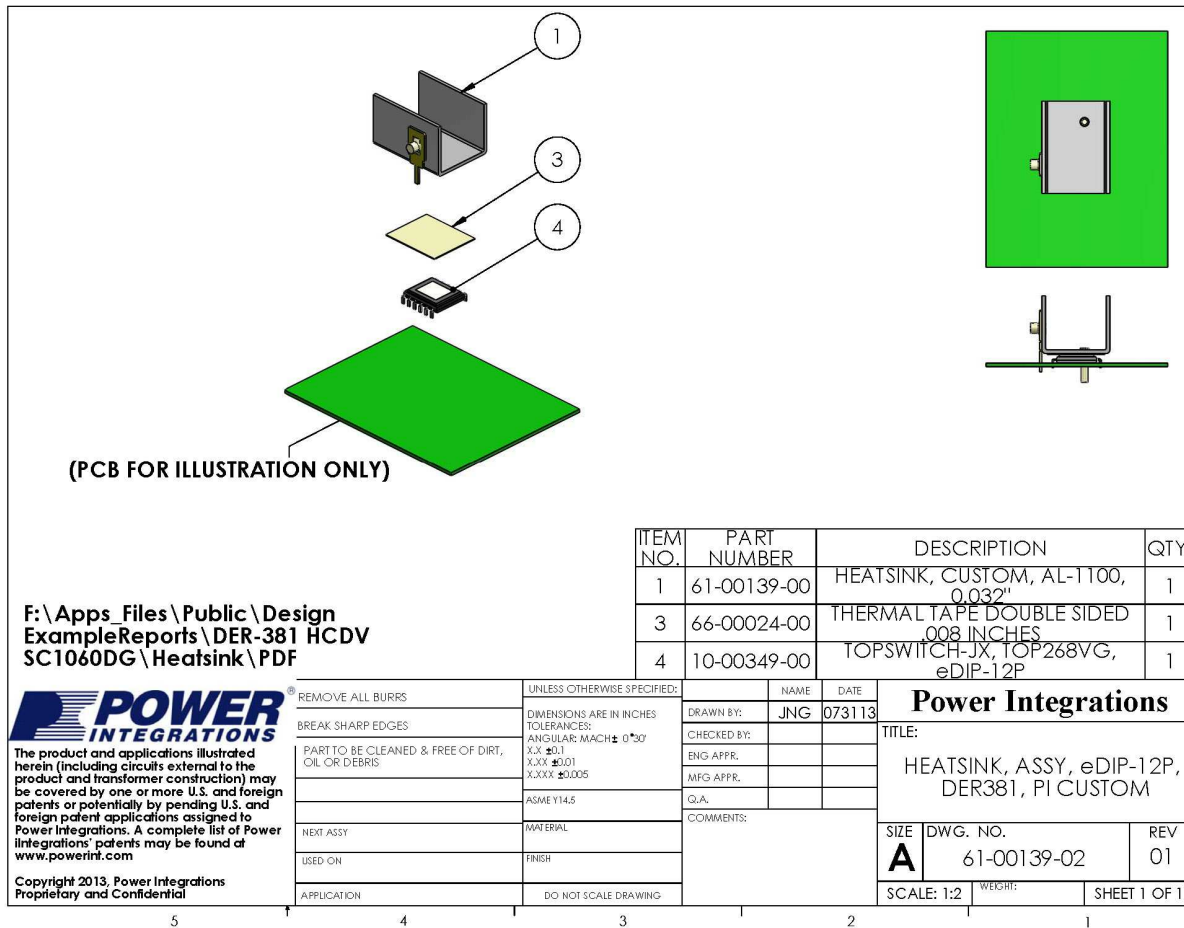 1
3
4
(PCB FOR ILLUSTRATION ONLY)
ITEM NO. PART NUMBER DESCRIPTION QTY
1 61-00139-00 HEATSINK, CUSTOM, AL-1100, 0.032" 1
3 66-00024-00 THERMAL TAPE DOUBLE SIDED .008 INCHES 1
4 10-00349-00 TOPSWITCH-JX, TOP268VG, eDIP-12P 1
F:\Apps_Files\Public\Design
ExampleReports\DER-381 HCDV
SC1060DG\Heatsink\PDF
POWER
INTEGRATIONS
®
The product and applications illustrated
herein (including circuits external to the
product and transformer construction) may
be covered by one or more U.S. and foreign
patents or potentially by pending U.S. and
foreign patent applications assigned to
Power Integrations. A complete list of Power
iIntegrations' patents may be found at
www.powerint.com
Copyright 2013, Power Integrations
Proprietary and Confidential
REMOVE ALL BURRS
BREAK SHARP EDGES
PART TO BE CLEANED & FREE OF DIRT,
OIL OR DEBRIS
NEXT ASSY
USED ON
APPLICATION
UNLESS OTHERWISE SPECIFIED:
DIMENSIONS ARE IN INCHES
TOLERANCES:
ANGULAR: MACH± 0°30'
X.X ±0.1
X.XX ±0.01
X.XXX ±0.005
ASME Y14.5
MATERIAL
FINISH
DO NOT SCALE DRAWING
NAME DATE
DRAWN BY: JNG 073113
CHECKED BY:
ENG APPR.
MFG APPR.
Q.A.
COMMENTS:
Power Integrations
TITLE:
HEATSINK, ASSY, eDIP-12P,
DER381, PI CUSTOM
SIZE DWG. NO. REV
A 61-00139-02 01
SCALE: 1:2 WEIGHT: SHEET 1 OF 1
5 4 3 2 1